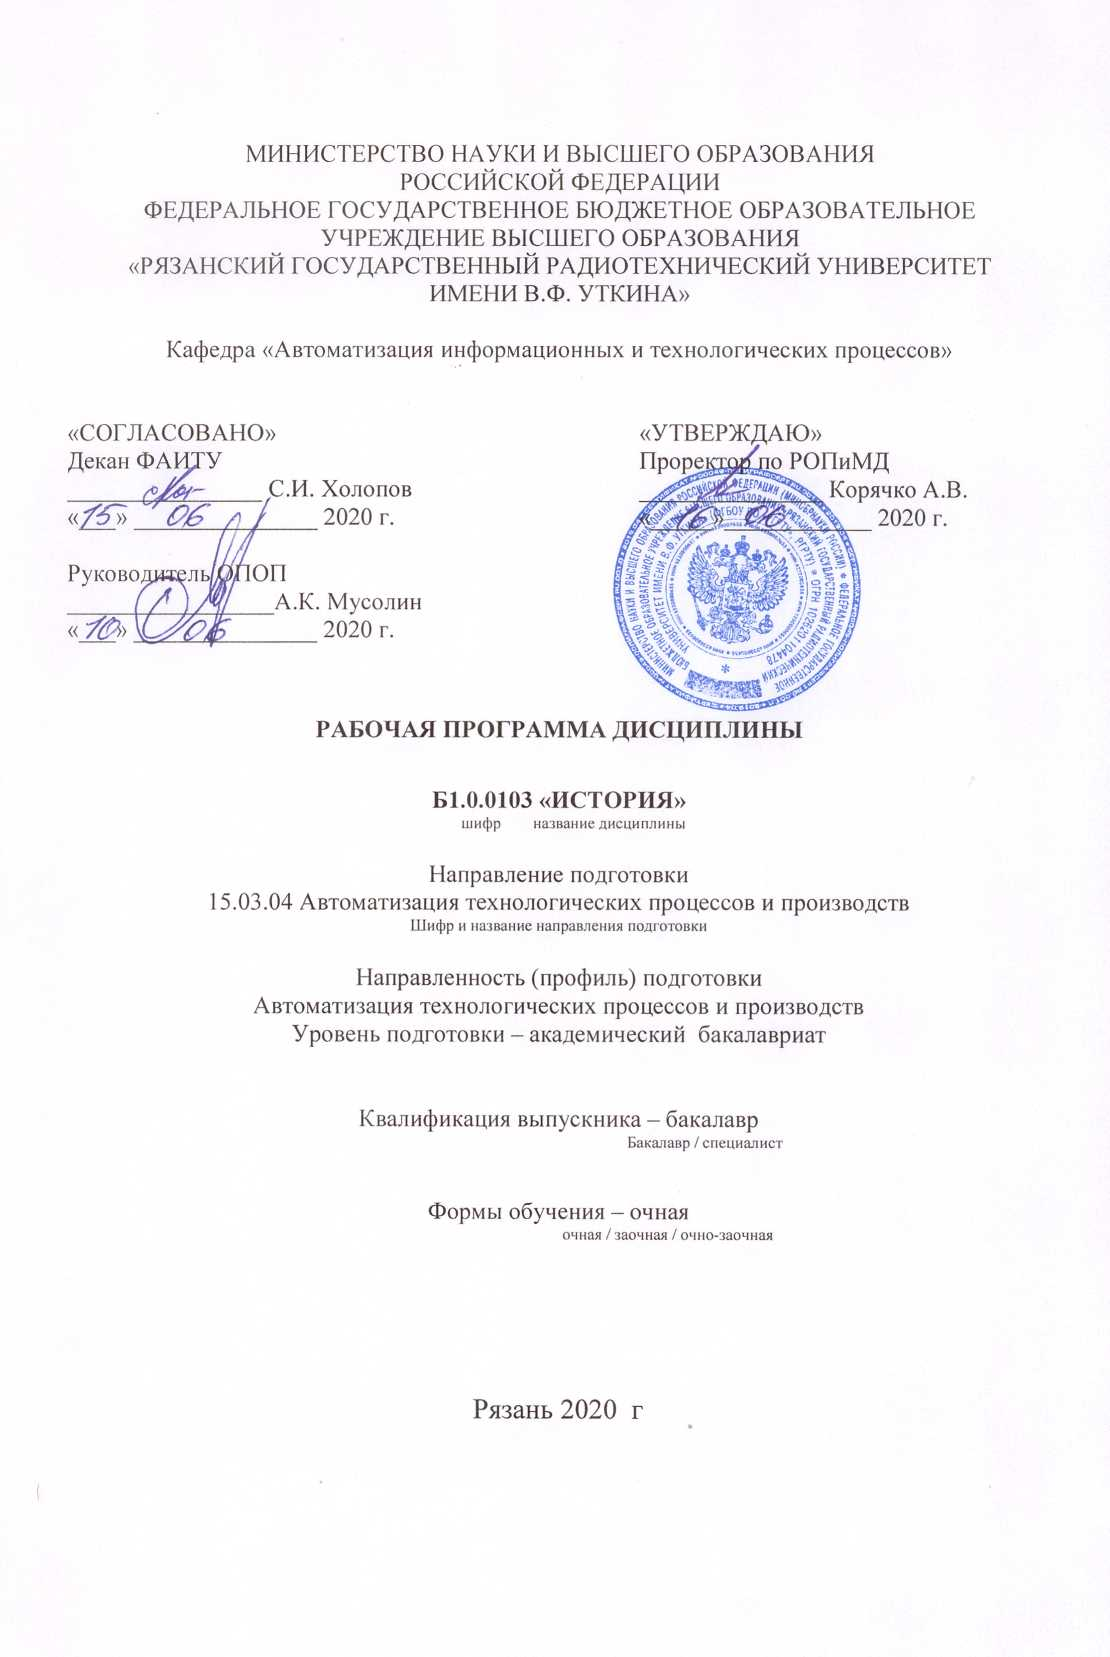 МИНИСТЕРСТВО НАУКИ И ВЫСШЕГО ОБРАЗОВАНИЯ
РОССИЙСКОЙ ФЕДЕРАЦИИ
ФЕДЕРАЛЬНОЕ ГОСУДАРСТВЕННОЕ БЮДЖЕТНОЕ ОБРАЗОВАТЕЛЬНОЕ
УЧРЕЖДЕНИЕ ВЫСШЕГО ОБРАЗОВАНИЯ
«РЯЗАНСКИЙ ГОСУДАРСТВЕННЫЙ РАДИОТЕХНИЧЕСКИЙ УНИВЕРСИТЕТ
ИМЕНИ В.Ф. УТКИНА»
Кафедра «Автоматизация информационных и технологических процессов»
«СОГЛАСОВАНО»
Декан ФАИТУ
С.И. Холопов
«15» 06 2020 г.
Руководитель ОПОП
А.К. Мусолин
«10» 06 2020 г.
«УТВЕРЖДАЮ»
Проректор по РОПиМД
Корячко А.В.
«16» 06 2020 г.
РАБОЧАЯ ПРОГРАММА ДИСЦИПЛИНЫ
Б1.0.0103 «ИСТОРИЯ»
шифр название дисциплины
Направление подготовки
15.03.04 Автоматизация технологических процессов и производств
Шифр и название направления подготовки
Направленность (профиль) подготовки
Автоматизация технологических процессов и производств
Уровень подготовки – академический бакалавриат
Квалификация выпускника – бакалавр
Бакалавр / специалист
Формы обучения – очная
очная / заочная / очно-заочная
Рязань 2020 г